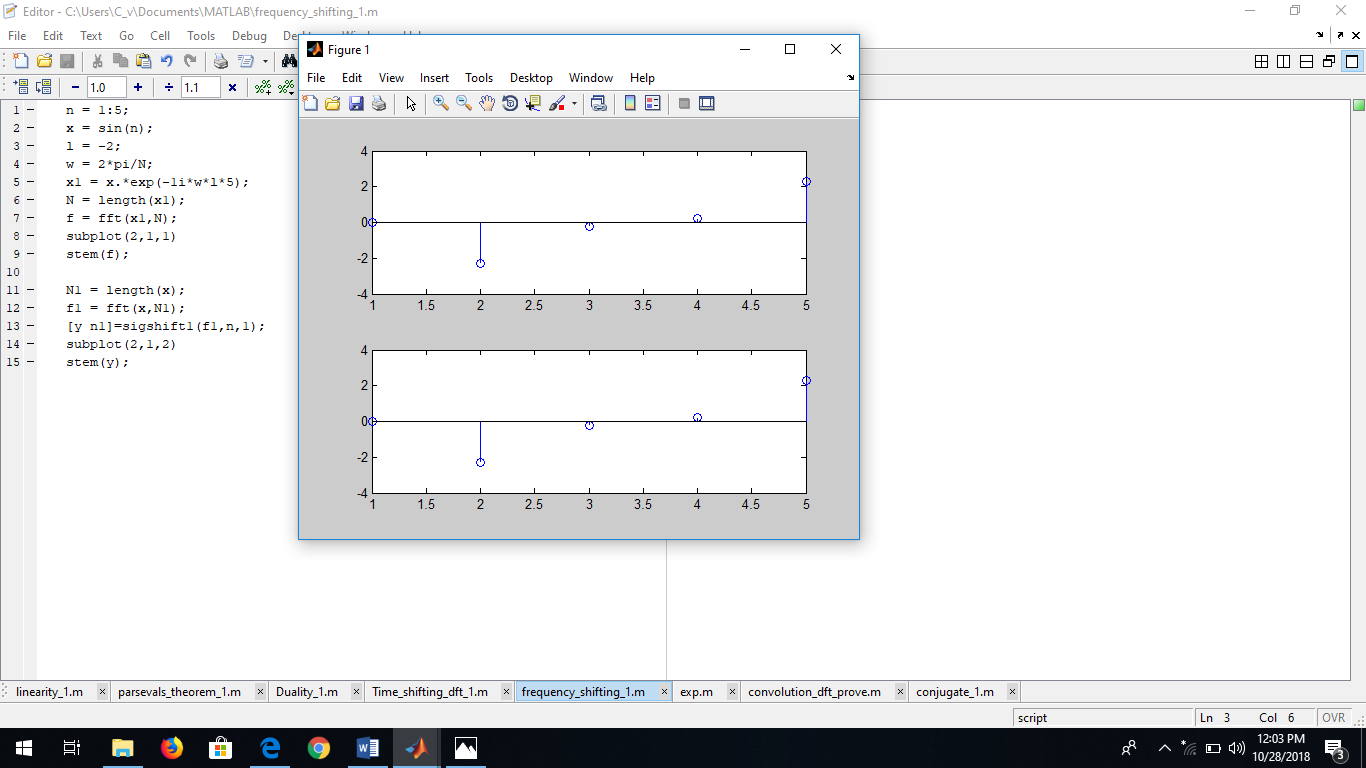 Editor - C:\Users\C_v\Documents\MATLAB\frequency_shifting_1.m
File Edit Text Go Cell Tools Debug
1.0 1.1
1 n = 1:5;
2 x = sin(n);
3 l = -2;
4 w = 2*pi/N;
5 x1 = x.*exp(-1i*w*l*5);
6 N = length(x1);
7 f = fft(x1,N);
8 subplot(2,1,1)
9 stem(f);
10
11 N1 = length(x);
12 f1 = fft(x,N1);
13 [y n1]=sigshift1(f1,n,l);
14 subplot(2,1,2)
15 stem(y);
Figure 1
File Edit View Insert Tools Desktop Window Help
4
2
0
-2
-4
1 1.5 2 2.5 3 3.5 4 4.5 5
4
2
0
-2
-4
1 1.5 2 2.5 3 3.5 4 4.5 5
linearity_1.m parsevals_theorem_1.m Duality_1.m Time_shifting_dft_1.m frequency_shifting_1.m exp.m convolution_dft_prove.m conjugate_1.m
script Ln 3 Col 6 OVR
12:03 PM
10/28/2018
3